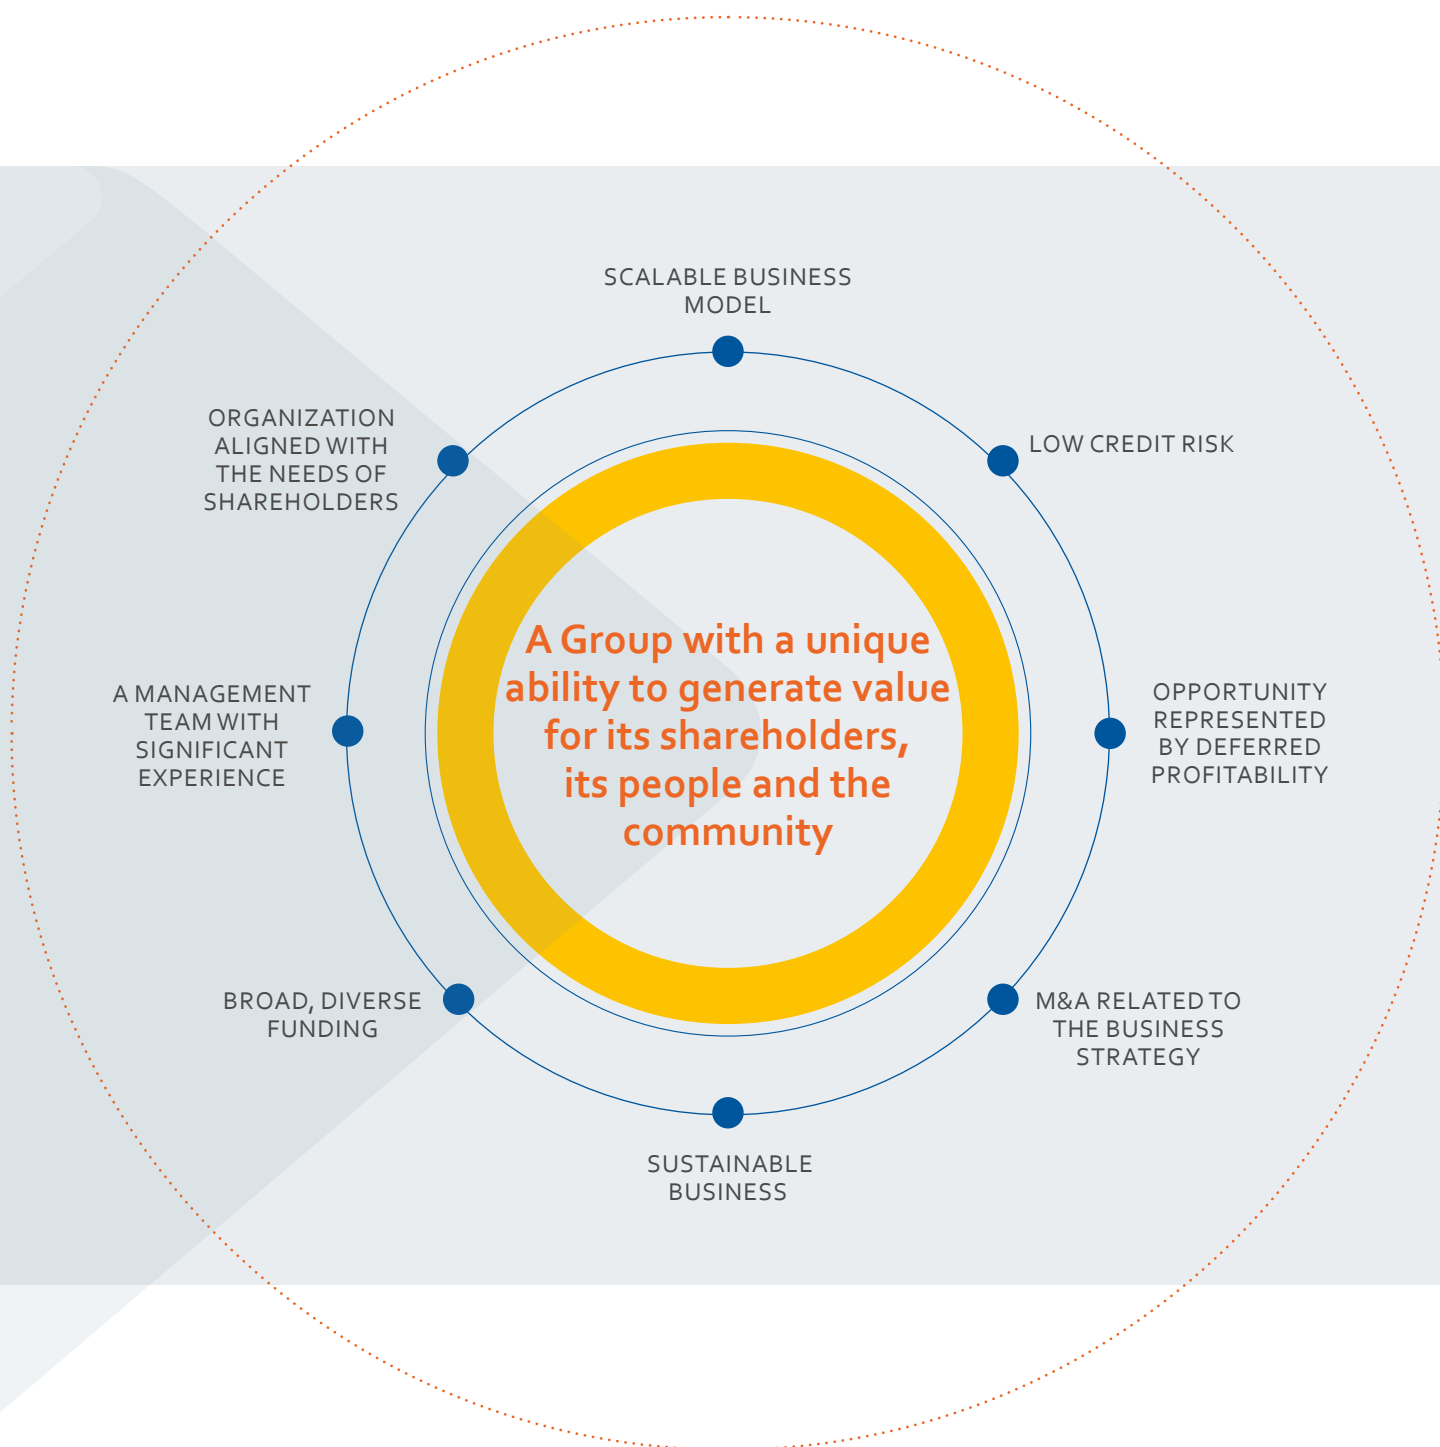 SCALABLE BUSINESS
MODEL
LOW CREDIT RISK
OPPORTUNITY
REPRESENTED
BY DEFERRED
PROFITABILITY
M&A RELATED TO
THE BUSINESS
STRATEGY
SUSTAINABLE
BUSINESS
BROAD, DIVERSE
FUNDING
A MANAGEMENT
TEAM WITH
SIGNIFICANT
EXPERIENCE
ORGANIZATION
ALIGNED WITH
THE NEEDS OF
SHAREHOLDERS
A Group with a unique
ability to generate value
for its shareholders,
its people and the
community